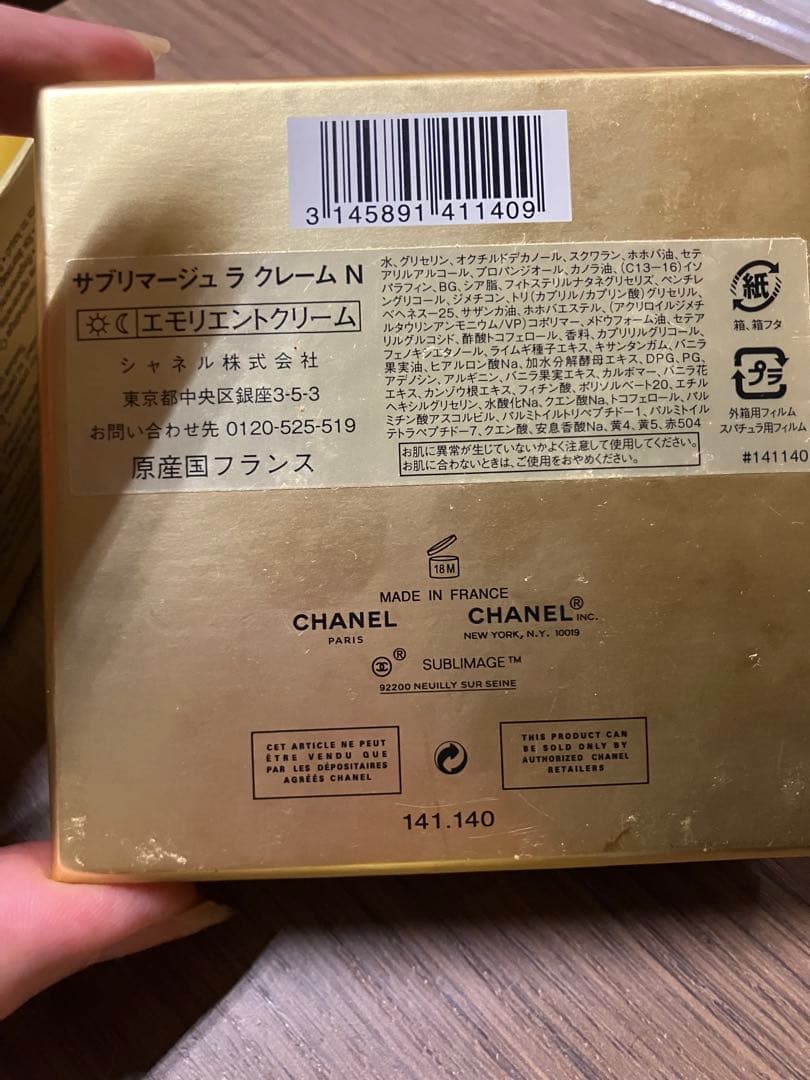 3 145891 411409
サブリマージュ ラ クレーム N
エモリエントクリーム
シャネル株式会社
東京都中央区銀座3-5-3
お問い合わせ先 0120-525-519
原産国フランス
水、グリセリン、オクチルドデカノール、スクワラン、ホホバ油、セテ
アリルアルコール、プロパンジオール、カノラ油、(C13-16)イソ
パラフィン、BG、シア脂、フィトステリルナタネグリセリズ、ペンチレ
ングリコール、ジメチコン、トリ(カプリル/カプリン酸)グリセリル、
ベヘネス-25、サザンカ油、ホホバエステル、(アクリロイルジメチ
ルタウリンアンモニウム/VP)コポリマー、メドウフォーム油、セテア
リルグルコシド、酢酸トコフェロール、香料、カプリリルグリコール、
フェノキシエタノール、ライムギ種子エキス、キサンタンガム、バニラ
果実油、ヒアルロン酸Na、加水分解酵母エキス、DPG、PG、
アデノシン、アルギニン、バニラ果実エキス、カルボマー、バニラ花
エキス、カンゾウ根エキス、フィチン酸、ポリソルベート20、エチル
ヘキシルグリセリン、水酸化Na、クエン酸Na、トコフェロール、パル
ミチン酸アスコルビル、パルミトイルトリペプチド-1、パルミトイル
テトラペプチド-7、クエン酸、安息香酸Na、黄4、黄5、赤504
お肌に異常が生じていないかよく注意して使用してください。
お肌に合わないときは、ご使用をおやめください。
紙
箱、箱フタ
プラ
外箱用フィルム
スパチュラ用フィルム
#141140
18M
MADE IN FRANCE
CHANEL
PARIS
CHANEL® INC.
NEW YORK, N.Y. 10019
® SUBLIMAGE™
92200 NEUILLY SUR SEINE
CET ARTICLE NE PEUT
ÊTRE VENDU QUE
PAR LES DÉPOSITAIRES
AGRÉÉS CHANEL
THIS PRODUCT CAN
BE SOLD ONLY BY
AUTHORIZED CHANEL
RETAILERS
141.140